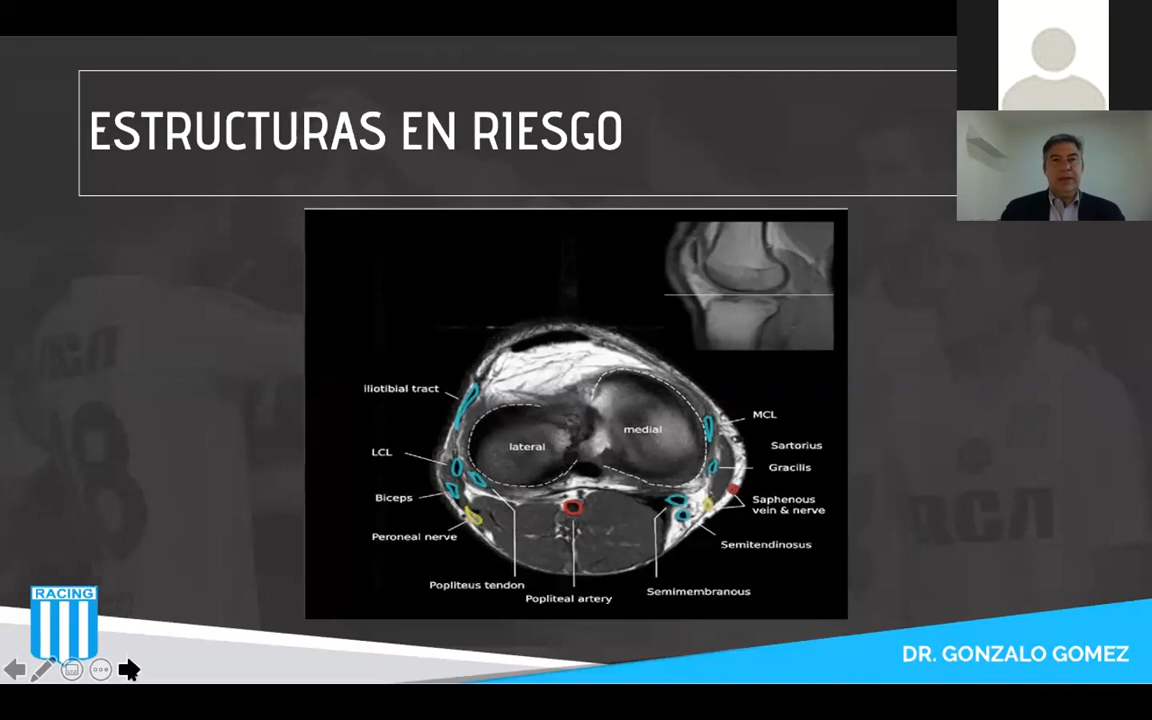 ESTRUCTURAS EN RIESGO
iliotibial tract
LCL
Biceps
Peroneal nerve
Popliteus tendon
Popliteal artery
Semimembranous
lateral
medial
MCL
Sartorius
Gracilis
Saphenous
vein & nerve
Semitendinosus
RCA
RACING
DR. GONZALO GOMEZ